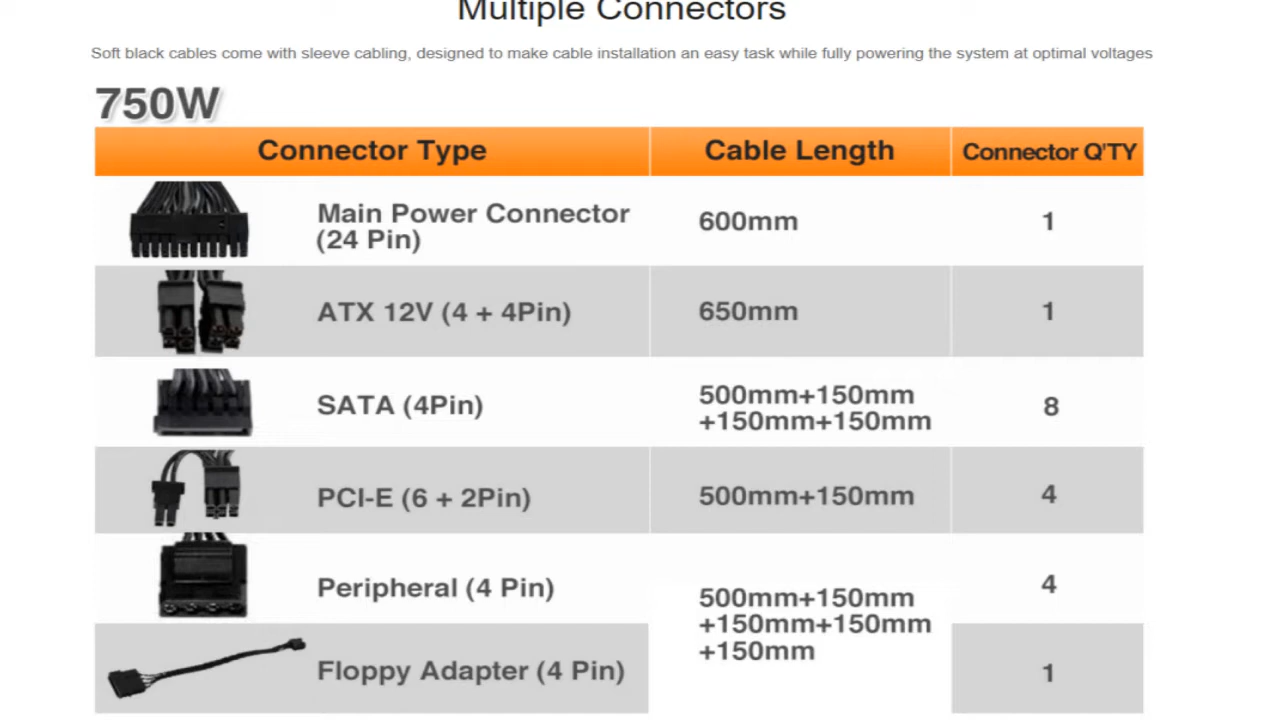 Multiple Connectors
Soft black cables come with sleeve cabling, designed to make cable installation an easy task while fully powering the system at optimal voltages
750W
Connector Type Cable Length Connector Q'TY
Main Power Connector
(24 Pin)
600mm
1
ATX 12V (4 + 4Pin) 650mm 1
SATA (4Pin)
500mm+150mm
+150mm+150mm
8
PCI-E (6 + 2Pin) 500mm+150mm 4
Peripheral (4 Pin)
4
500mm+150mm
+150mm+150mm
+150mm
Floppy Adapter (4 Pin)
1